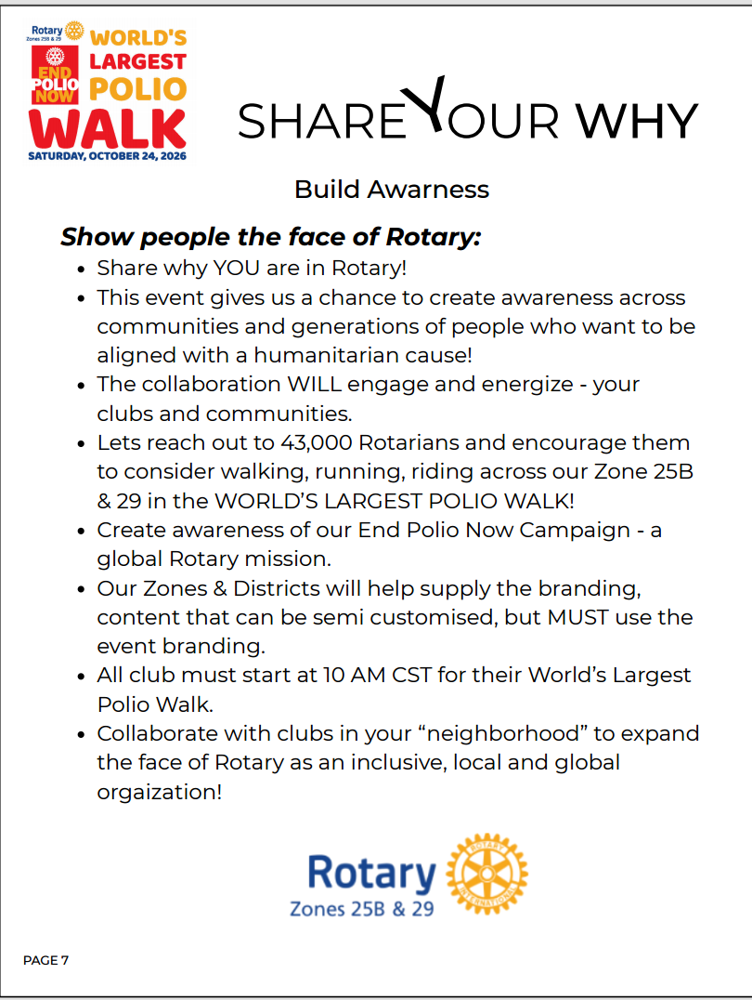 Rotary
Zones 25B & 29
WORLD'S
LARGEST
POLIO
END
POLIO
NOW
WALK
SATURDAY, OCTOBER 24, 2026
SHARE YOUR WHY
Build Awarness
Show people the face of Rotary:
• Share why YOU are in Rotary!
• This event gives us a chance to create awareness across
communities and generations of people who want to be
aligned with a humanitarian cause!
• The collaboration WILL engage and energize - your
clubs and communities.
• Lets reach out to 43,000 Rotarians and encourage them
to consider walking, running, riding across our Zone 25B
& 29 in the WORLD’S LARGEST POLIO WALK!
• Create awareness of our End Polio Now Campaign - a
global Rotary mission.
• Our Zones & Districts will help supply the branding,
content that can be semi customised, but MUST use the
event branding.
• All club must start at 10 AM CST for their World’s Largest
Polio Walk.
• Collaborate with clubs in your “neighborhood” to expand
the face of Rotary as an inclusive, local and global
orgaization!
Rotary
Zones 25B & 29
ROTARY
INTERNATIONAL
PAGE 7